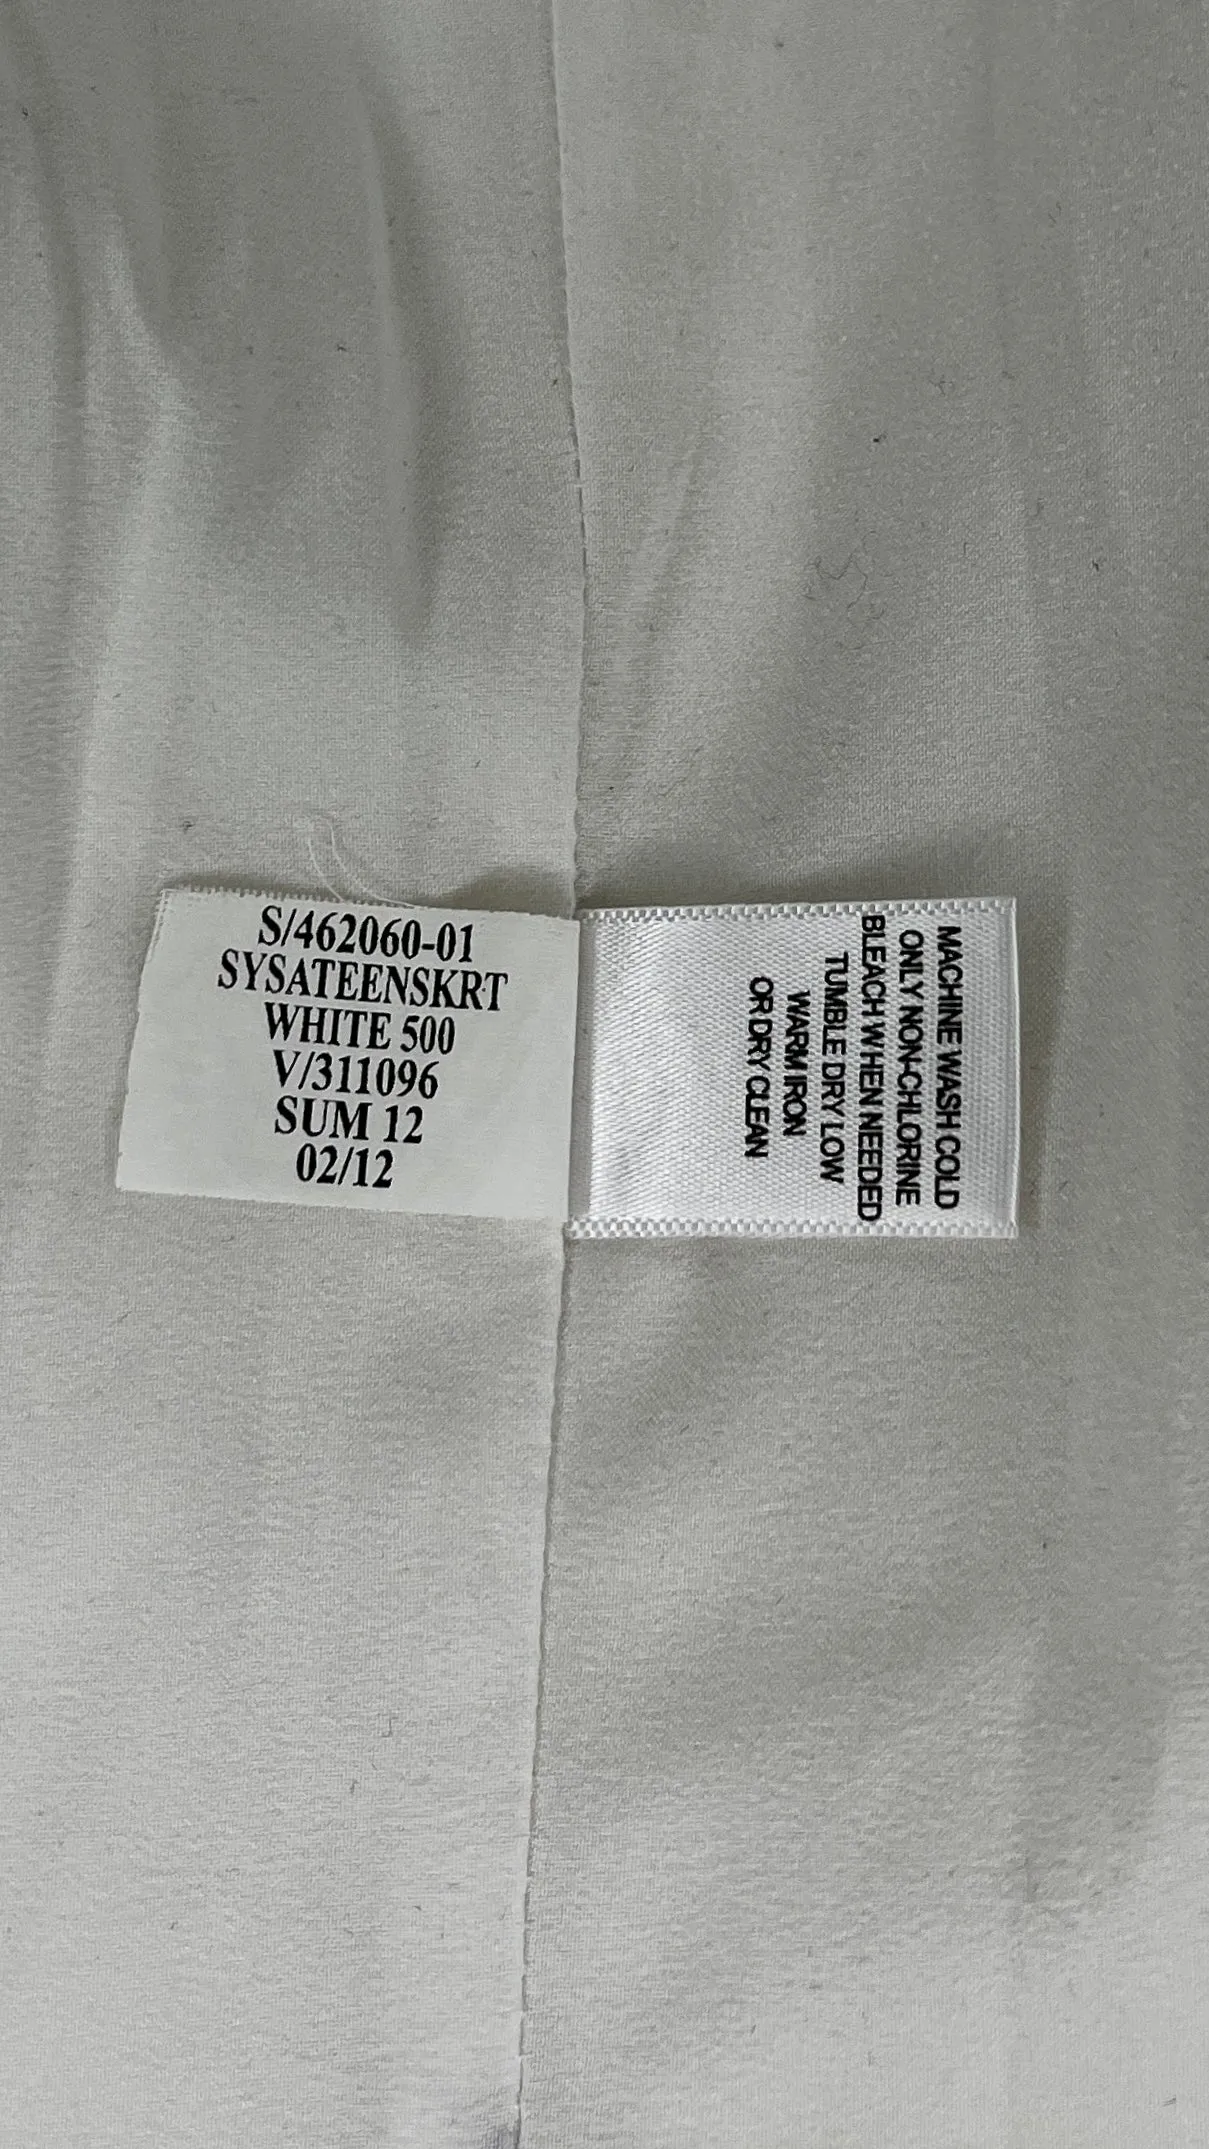 S/462060-01
SYSATEENSKRT
WHITE 500
V/311096
SUM 12
02/12
MACHINE WASH COLD
ONLY NON-CHLORINE
BLEACH WHEN NEEDED
TUMBLE DRY LOW
WARM IRON
OR DRY CLEAN